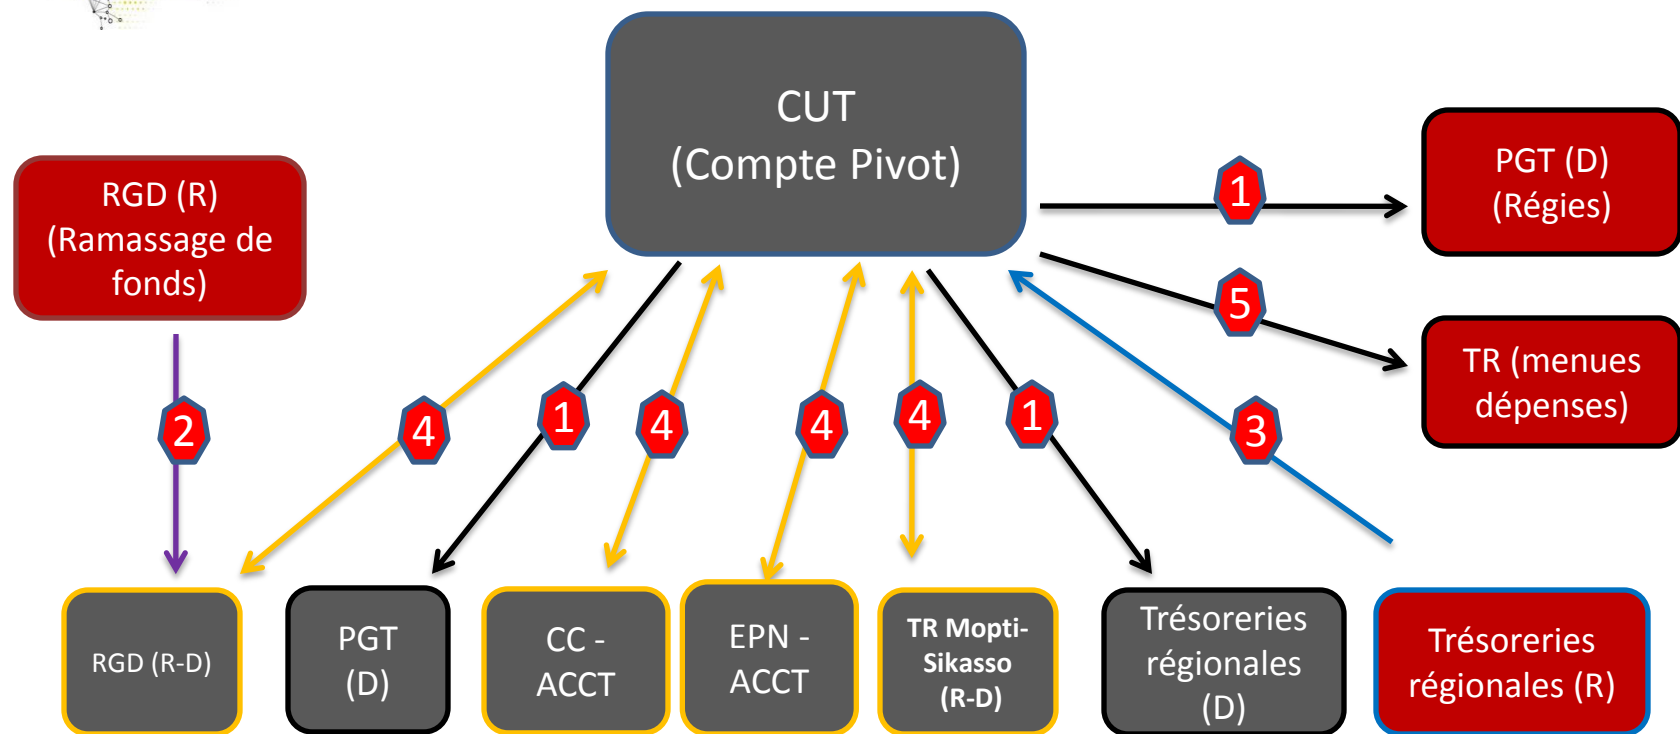 CUT
(Compte Pivot)
RGD (R)
(Ramassage de
fonds)
PGT (D)
(Régies)
TR (menues
dépenses)
1
5
2
4
1
4
4
4
1
3
RGD (R-D)
PGT
(D)
CC -
ACCT
EPN -
ACCT
TR Mopti-
Sikasso
(R-D)
Trésoreries
régionales
(D)
Trésoreries
régionales (R)